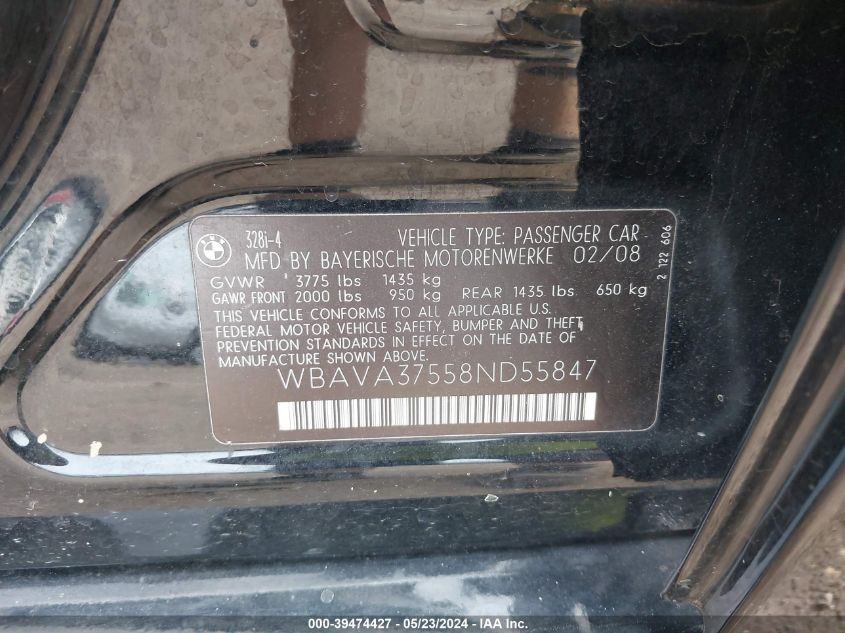 328i-4 VEHICLE TYPE: PASSENGER CAR
BMW MFD BY BAYERISCHE MOTORENWERKE 02/08
GVWR 3775 lbs 1435 kg
GAWR FRONT 2000 lbs 950 kg REAR 1435 lbs 650 kg
THIS VEHICLE CONFORMS TO ALL APPLICABLE U.S.
FEDERAL MOTOR VEHICLE SAFETY, BUMPER AND THEFT
PREVENTION STANDARDS IN EFFECT ON THE DATE OF
MANUFACTURE SHOWN ABOVE.
WBAVA37558ND55847
2 122 606
000-39474427 - 05/23/2024 - IAA Inc.